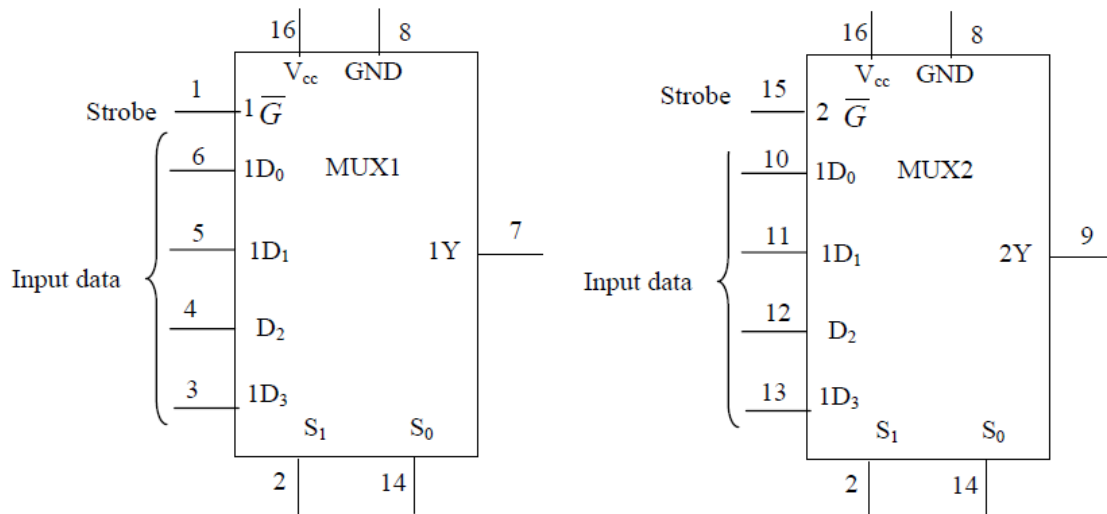 16 8
V_cc GND
1
Strobe 1 G̅
6
1D₀ MUX1
5
1D₁ 1Y 7
Input data
4
D₂
3
1D₃
S₁ S₀
2 14
16 8
V_cc GND
15
Strobe 2 G̅
10
1D₀ MUX2
11
1D₁ 2Y 9
Input data
12
D₂
13
1D₃
S₁ S₀
2 14